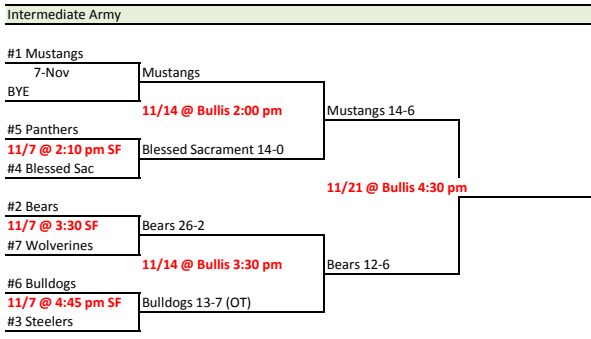 Intermediate Army
#1 Mustangs
7-Nov
Mustangs
BYE
11/14 @ Bullis 2:00 pm
Mustangs 14-6
#5 Panthers
11/7 @ 2:10 pm SF
Blessed Sacrament 14-0
#4 Blessed Sac
11/21 @ Bullis 4:30 pm
#2 Bears
11/7 @ 3:30 SF
Bears 26-2
#7 Wolverines
11/14 @ Bullis 3:30 pm
Bears 12-6
#6 Bulldogs
11/7 @ 4:45 pm SF
Bulldogs 13-7 (OT)
#3 Steelers